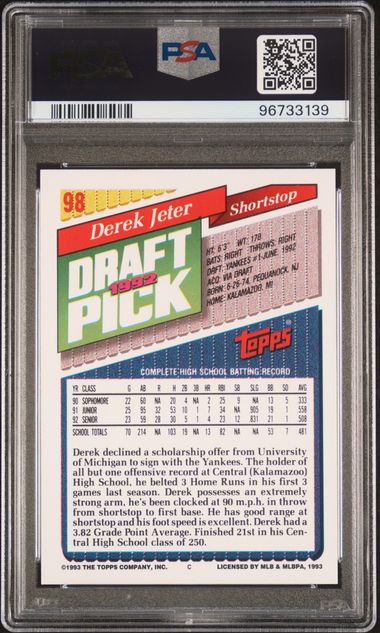 PSA
PSA
96733139
98
Derek Jeter
Shortstop
DRAFT
1992
PICK
HT: 6'3" WT: 178
BATS: RIGHT THROWS: RIGHT
DRAFT: YANKEES #1-JUNE, 1992
ACQ: VIA DRAFT
BORN: 6-26-74, PEQUANOCK, NJ
HOME: KALAMAZOO, MI
Topps®
COMPLETE HIGH SCHOOL BATTING RECORD
YR CLASS G AB R H 2B 3B HR RBI SB SLG BB SO AVG
90 SOPHOMORE 22 60 NA 20 4 NA 2 25 9 NA 13 5 .333
91 JUNIOR 25 95 32 53 10 1 7 34 NA .905 19 1 .558
92 SENIOR 23 59 28 30 5 1 4 23 12 .831 21 1 .508
SCHOOL TOTALS 70 214 NA 103 19 NA 13 82 NA NA 53 7 .481
Derek declined a scholarship offer from University
of Michigan to sign with the Yankees. The holder of
all but one offensive record at Central (Kalamazoo)
High School, he belted 3 Home Runs in his first 3
games last season. Derek possesses an extremely
strong arm, he's been clocked at 90 m.p.h. in throw
from shortstop to first base. He has good range at
shortstop and his foot speed is excellent. Derek had a
3.82 Grade Point Average. Finished 21st in his Cen-
tral High School class of 250.
©1993 THE TOPPS COMPANY, INC. C LICENSED BY MLB & MLBPA, 1993